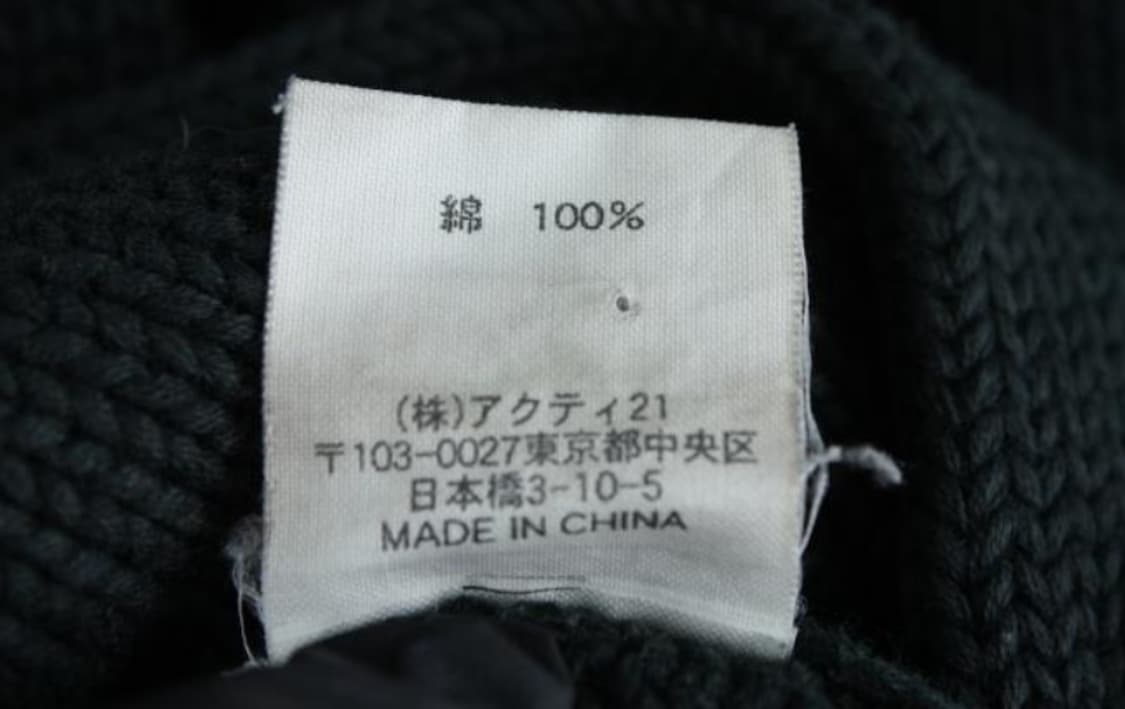 綿　100%
(株)アクティ21
〒103-0027東京都中央区
日本橋3-10-5
MADE IN CHINA